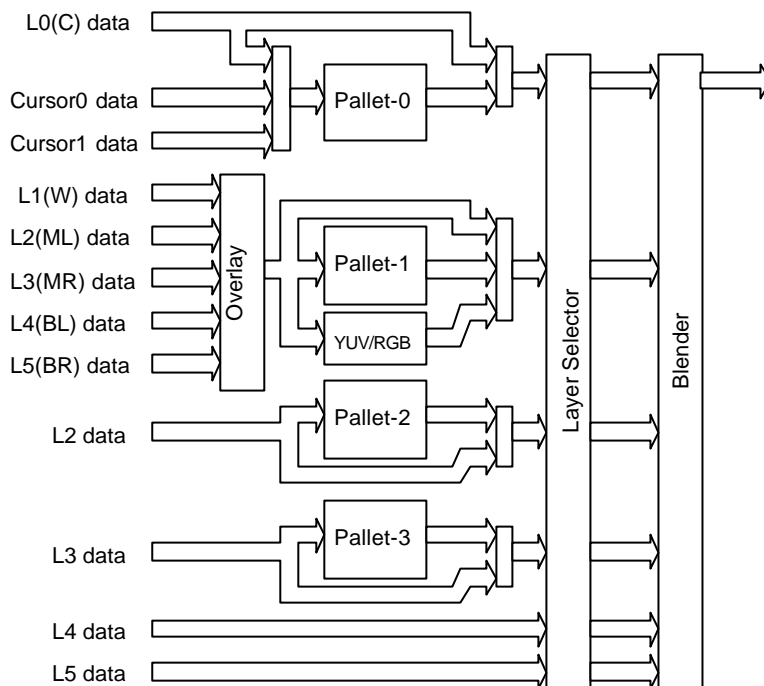 L0(C) data
Cursor0 data
Cursor1 data
Pallet-0
L1(W) data
L2(ML) data
L3(MR) data
L4(BL) data
L5(BR) data
Overlay
Pallet-1
YUV/RGB
L2 data
Pallet-2
L3 data
Pallet-3
L4 data
L5 data
Layer Selector
Blender